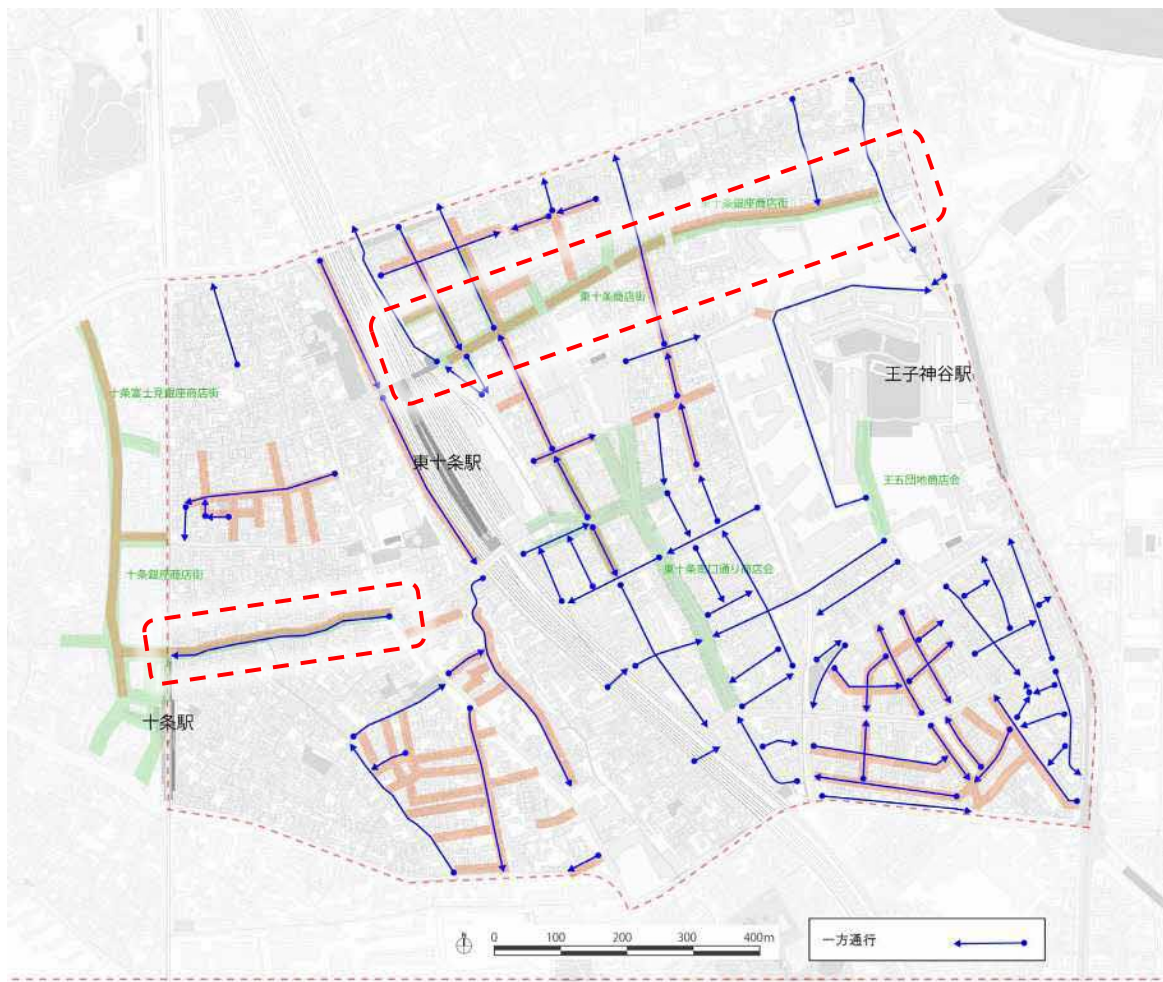 東十条銀座商店街
東十条商店街
十条富士見銀座商店街
王子神谷駅
東十条駅
王五団地商店会
東十条南口通り商店会
十条銀座商店街
十条駅
0 100 200 300 400m
一方通行